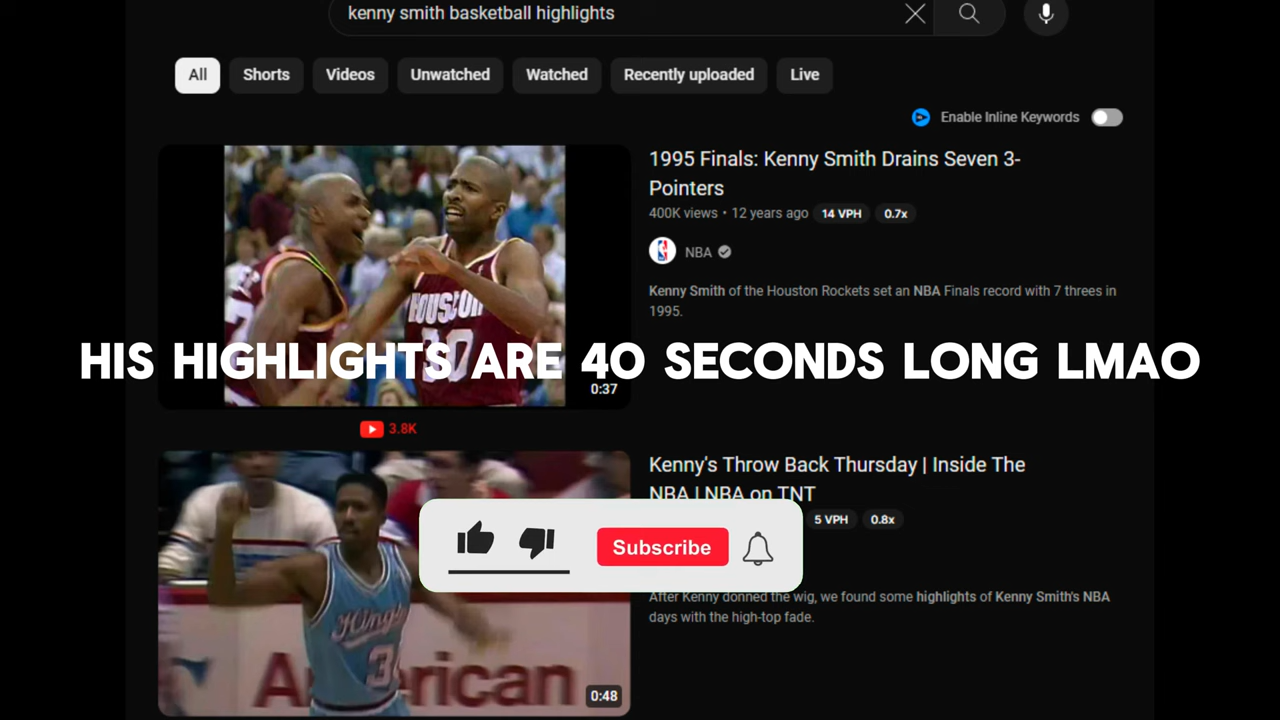 kenny smith basketball highlights
All
Shorts
Videos
Unwatched
Watched
Recently uploaded
Live
Enable Inline Keywords
1995 Finals: Kenny Smith Drains Seven 3-
Pointers
400K views • 12 years ago 14 VPH 0.7x
NBA
Kenny Smith of the Houston Rockets set an NBA Finals record with 7 threes in
1995.
HOUSTON
30
HIS HIGHLIGHTS ARE 40 SECONDS LONG LMAO
0:37
3.8K
Kenny's Throw Back Thursday | Inside The
NBA | NBA on TNT
5 VPH 0.8x
Subscribe
After Kenny donned the wig, we found some highlights of Kenny Smith's NBA
days with the high-top fade.
Kings
0:48